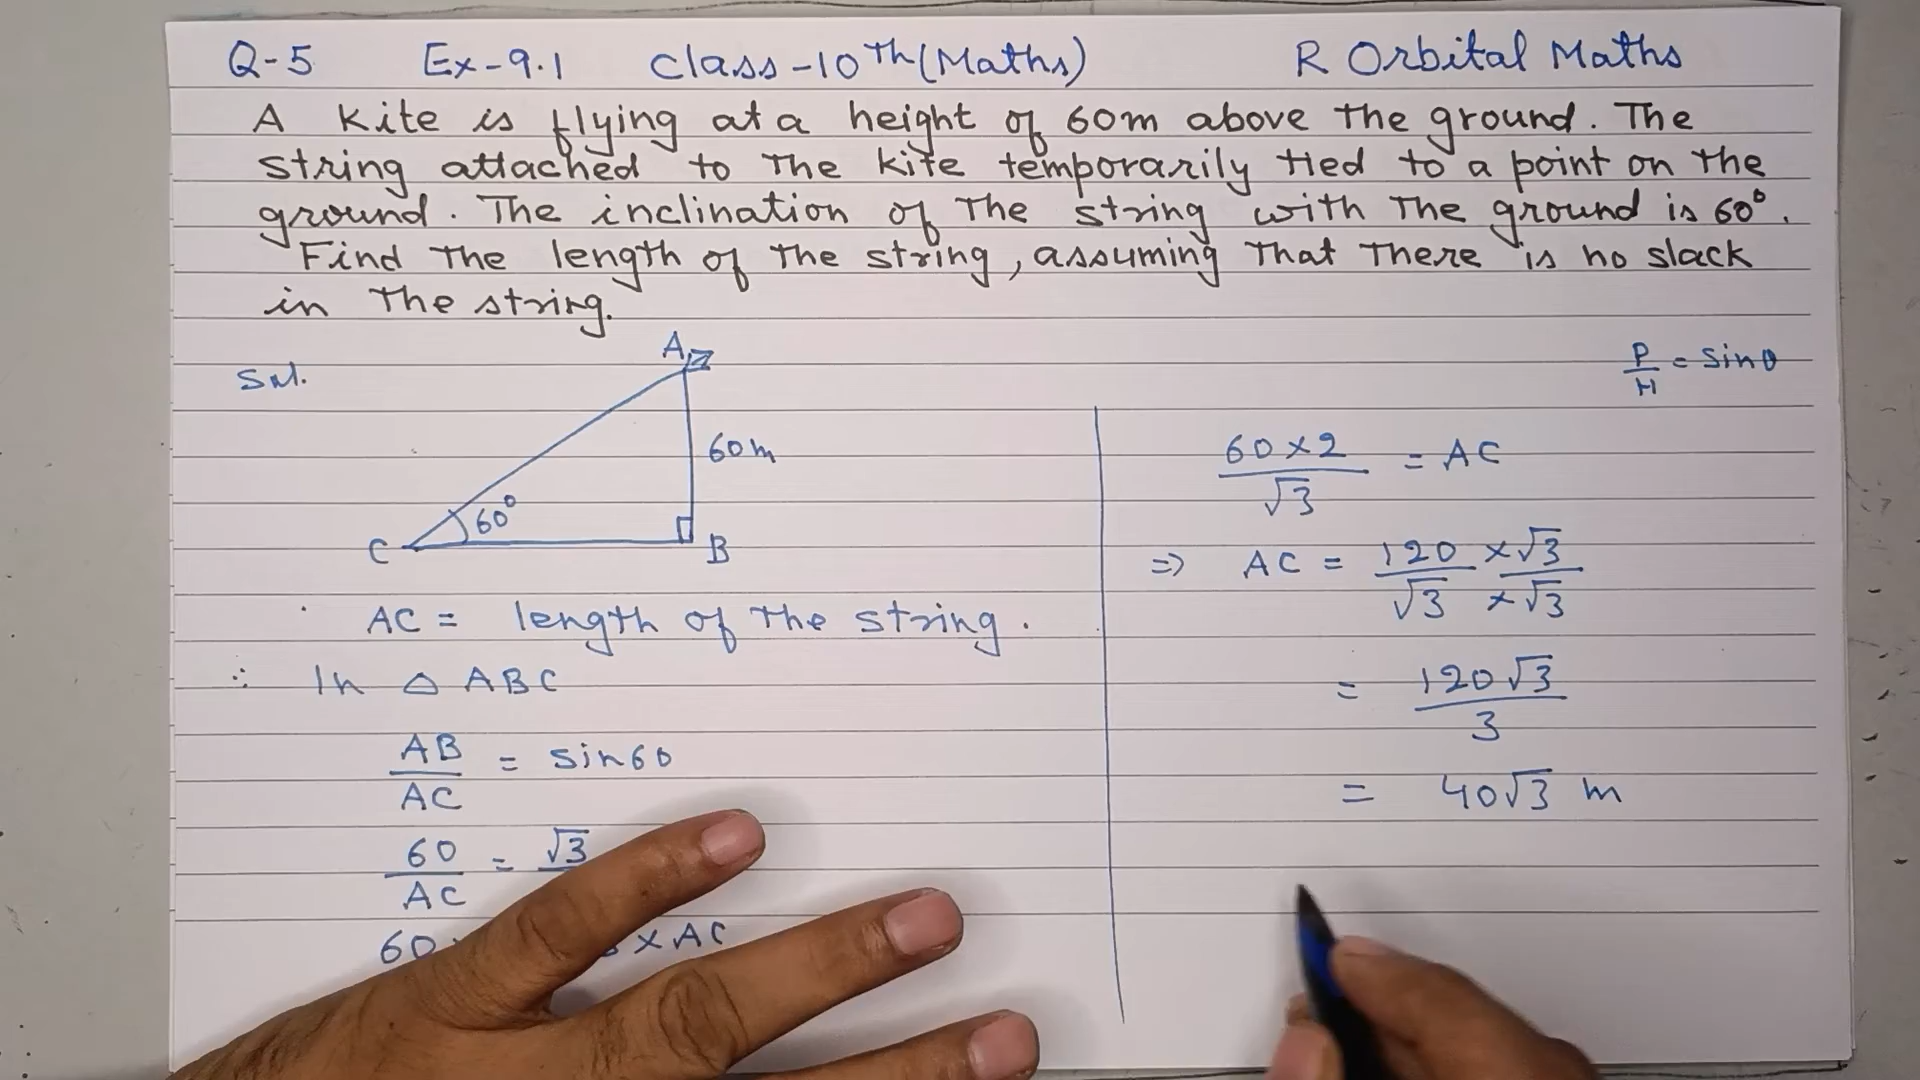 Q-5 Ex-9.1 Class-10Th(Maths) R Orbital Maths
A Kite is flying at a height of 60m above the ground. The
string attached to the kite temporarily tied to a point on the
ground. The inclination of the string with the ground is 60°.
Find the length of the string, assuming that there is no slack
in the string.
Sol.
A
60m
60°
C
B
AC = length of the string.
∴ In △ ABC
AB/AC = sin60
60/AC = √3
60 × AC
P/H = sinθ
60×2/√3 = AC
⇒ AC = 120/√3 ×√3/×√3
= 120√3/3
= 40√3 m